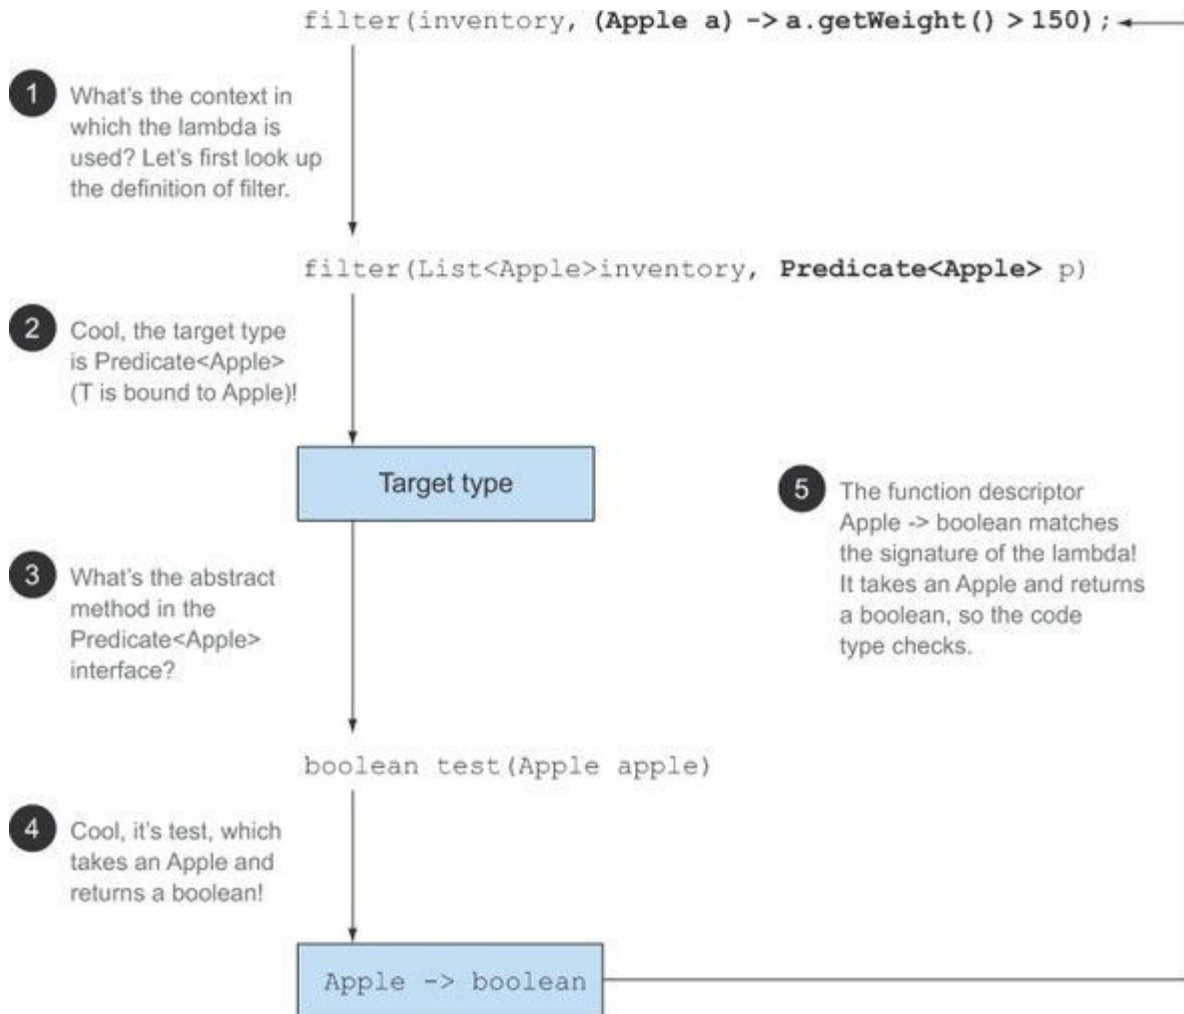 filter(inventory, (Apple a) -> a.getWeight() > 150);
1
What's the context in
which the lambda is
used? Let's first look up
the definition of filter.
filter(List<Apple>inventory, Predicate<Apple> p)
2
Cool, the target type
is Predicate<Apple>
(T is bound to Apple)!
Target type
3
What's the abstract
method in the
Predicate<Apple>
interface?
5
The function descriptor
Apple -> boolean matches
the signature of the lambda!
It takes an Apple and returns
a boolean, so the code
type checks.
boolean test(Apple apple)
4
Cool, it's test, which
takes an Apple and
returns a boolean!
Apple -> boolean